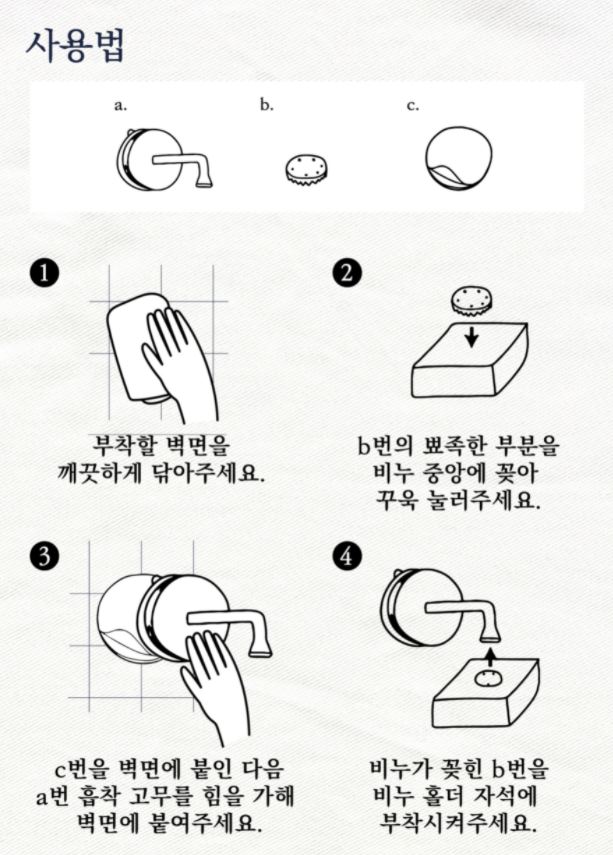 사용법
a. b. c.
1
부착할 벽면을
깨끗하게 닦아주세요.
2
b번의 뾰족한 부분을
비누 중앙에 꽂아
꾸욱 눌러주세요.
3
c번을 벽면에 붙인 다음
a번 흡착 고무를 힘을 가해
벽면에 붙여주세요.
4
비누가 꽂힌 b번을
비누 홀더 자석에
부착시켜주세요.